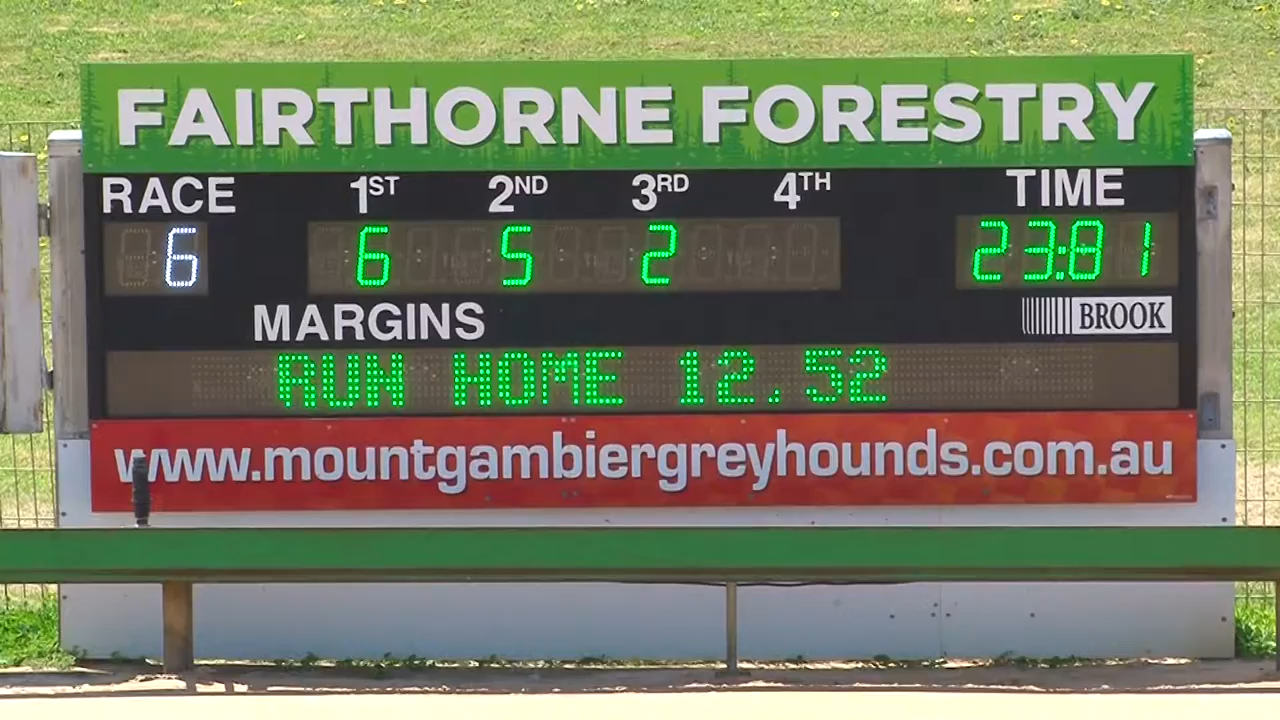 FAIRTHORNE FORESTRY
RACE 1ST 2ND 3RD 4TH TIME
6 6 5 2 23:81
MARGINS BROOK
RUN HOME 12.52
www.mountgambiergreyhounds.com.au